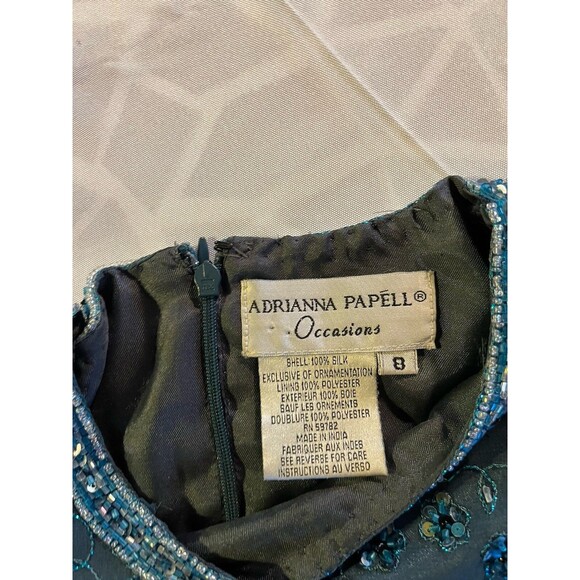 ADRIANNA PAPÉLL®
Occasions
8
SHELL: 100% SILK
EXCLUSIVE OF ORNAMENTATION
LINING 100% POLYESTER
EXTERIEUR 100% SOIE
SAUF LES ORNEMENTS
DOUBLURE 100% POLYESTER
RN 59782
MADE IN INDIA
FABRIQUER AUX INDES
SEE REVERSE FOR CARE
INSTRUCTIONS AU VERSO